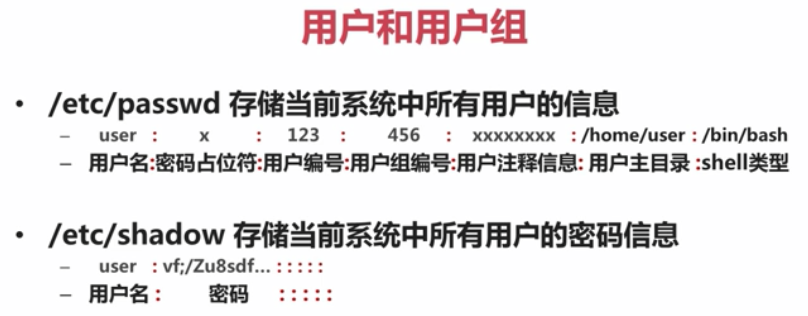 用户和用户组
• /etc/passwd 存储当前系统中所有用户的信息
– user : x : 123 : 456 : xxxxxxxx : /home/user : /bin/bash
– 用户名:密码占位符:用户编号:用户组编号:用户注释信息: 用户主目录 :shell类型
• /etc/shadow 存储当前系统中所有用户的密码信息
– user : vf;/Zu8sdf... : : : : :
– 用户名 : 密码 : : : : :